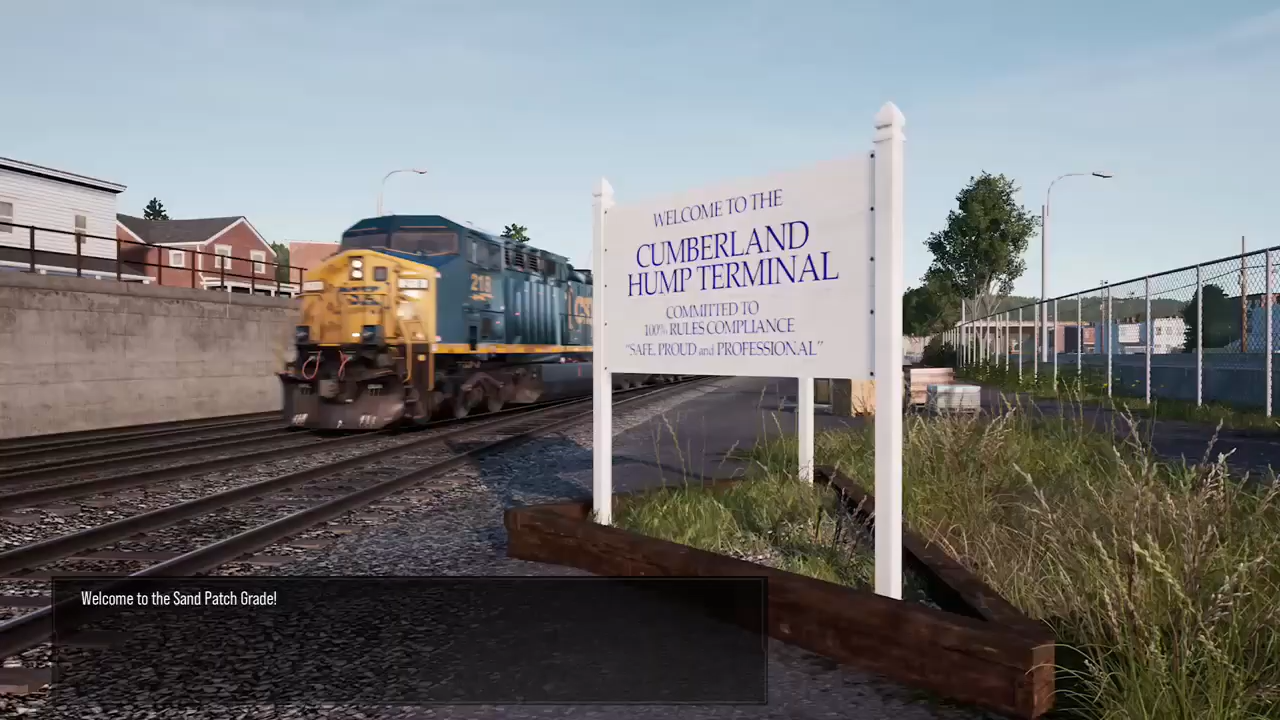 WELCOME TO THE
CUMBERLAND
HUMP TERMINAL
COMMITTED TO
100% RULES COMPLIANCE
"SAFE, PROUD and PROFESSIONAL"
Welcome to the Sand Patch Grade!